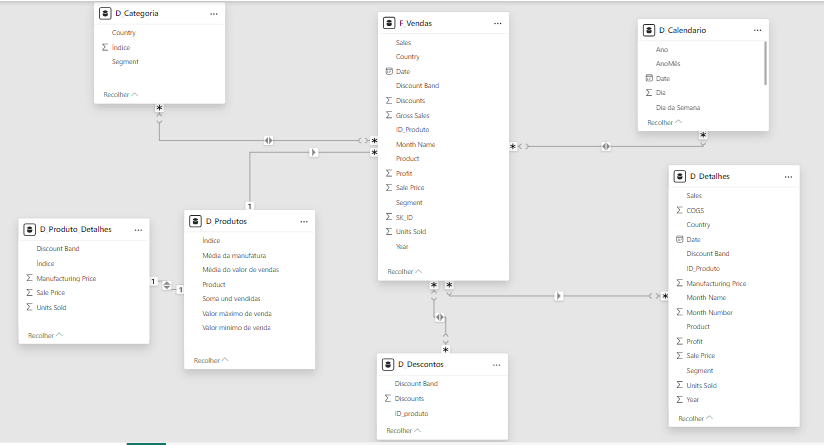 D_Categoria
Country
Índice
Segment
Recolher
F_Vendas
Sales
Country
Date
Discount Band
Discounts
Gross Sales
ID_Produto
Month Name
Product
Profit
Sale Price
Segment
SK_ID
Units Sold
Year
Recolher
D_Calendario
Ano
AnoMês
Date
Dia
Dia da Semana
Recolher
D_Produto_Detalhes
Discount Band
Índice
Manufacturing Price
Sale Price
Units Sold
Recolher
D_Produtos
Índice
Média da manufatura
Média do valor de vendas
Product
Soma und vendidas
Valor máximo de venda
Valor minimo de venda
Recolher
D_Detalhes
Sales
COGS
Country
Date
Discount Band
ID_Produto
Manufacturing Price
Month Name
Month Number
Product
Profit
Sale Price
Segment
Units Sold
Year
Recolher
D_Descontos
Discount Band
Discounts
ID_produto
Recolher
*
*
1
*
*
*
1
1
*
*
*
*